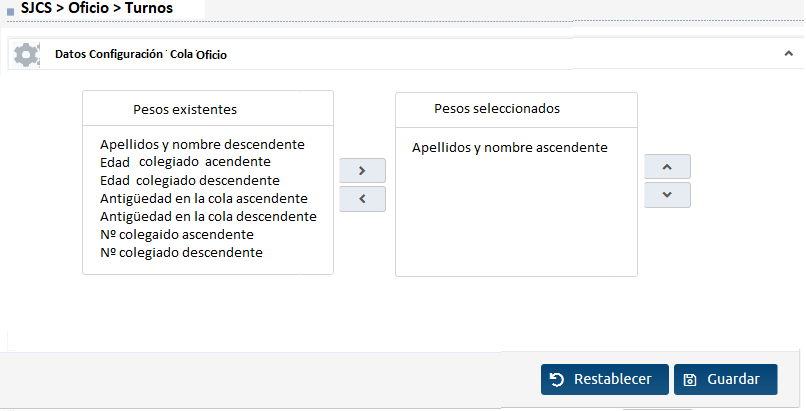 SJCS > Oficio > Turnos
Datos Configuración Cola Oficio
Pesos existentes
Apellidos y nombre descendente
Edad colegiado acendente
Edad colegiado descendente
Antigüedad en la cola ascendente
Antigüedad en la cola descendente
Nº colegaido ascendente
Nº colegiado descendente
Pesos seleccionados
Apellidos y nombre ascendente
Restablecer
Guardar